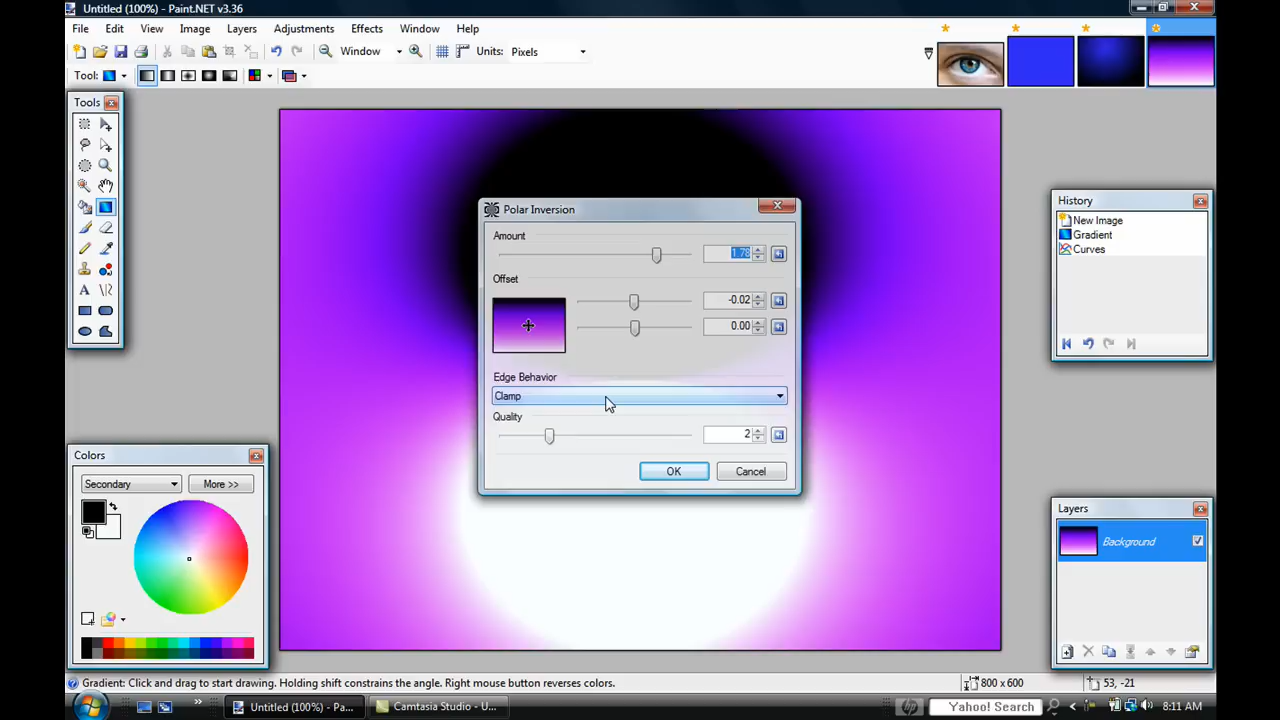 Untitled (100%) - Paint.NET v3.36
File Edit View Image Layers Adjustments Effects Window Help
Window Units: Pixels
Tool:
Tools
Polar Inversion
Amount
1.78
Offset
-0.02
0.00
Edge Behavior
Clamp
Quality
2
OK Cancel
History
New Image
Gradient
Curves
Colors
Secondary More >>
Layers
Background
Gradient: Click and drag to start drawing. Holding shift constrains the angle. Right mouse button reverses colors.
800 x 600 53, -21
Untitled (100%) - Pa... Camtasia Studio - U... Yahoo! Search 8:11 AM